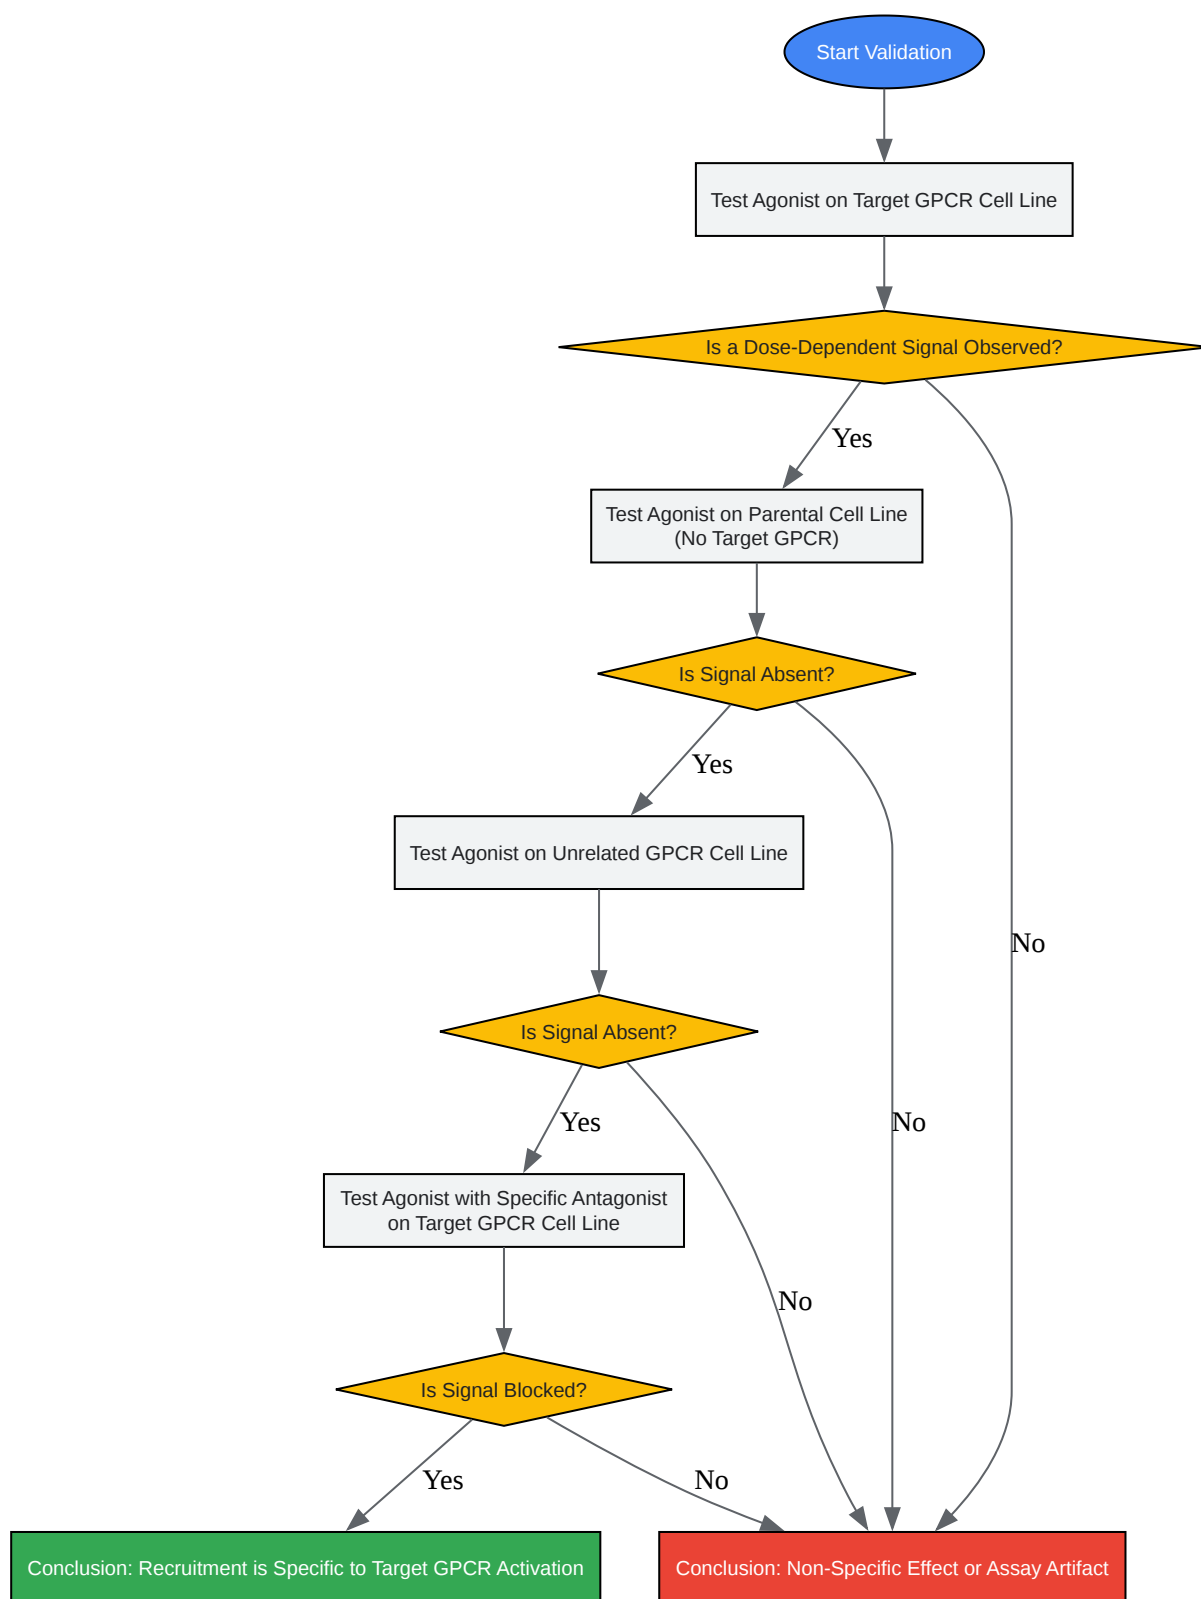 Start Validation
Test Agonist on Target GPCR Cell Line
Is a Dose-Dependent Signal Observed?
Yes
Test Agonist on Parental Cell Line
(No Target GPCR)
Is Signal Absent?
Yes
Test Agonist on Unrelated GPCR Cell Line
No
Is Signal Absent?
Yes
No
Test Agonist with Specific Antagonist
on Target GPCR Cell Line
No
Is Signal Blocked?
Yes
No
Conclusion: Recruitment is Specific to Target GPCR Activation
Conclusion: Non-Specific Effect or Assay Artifact